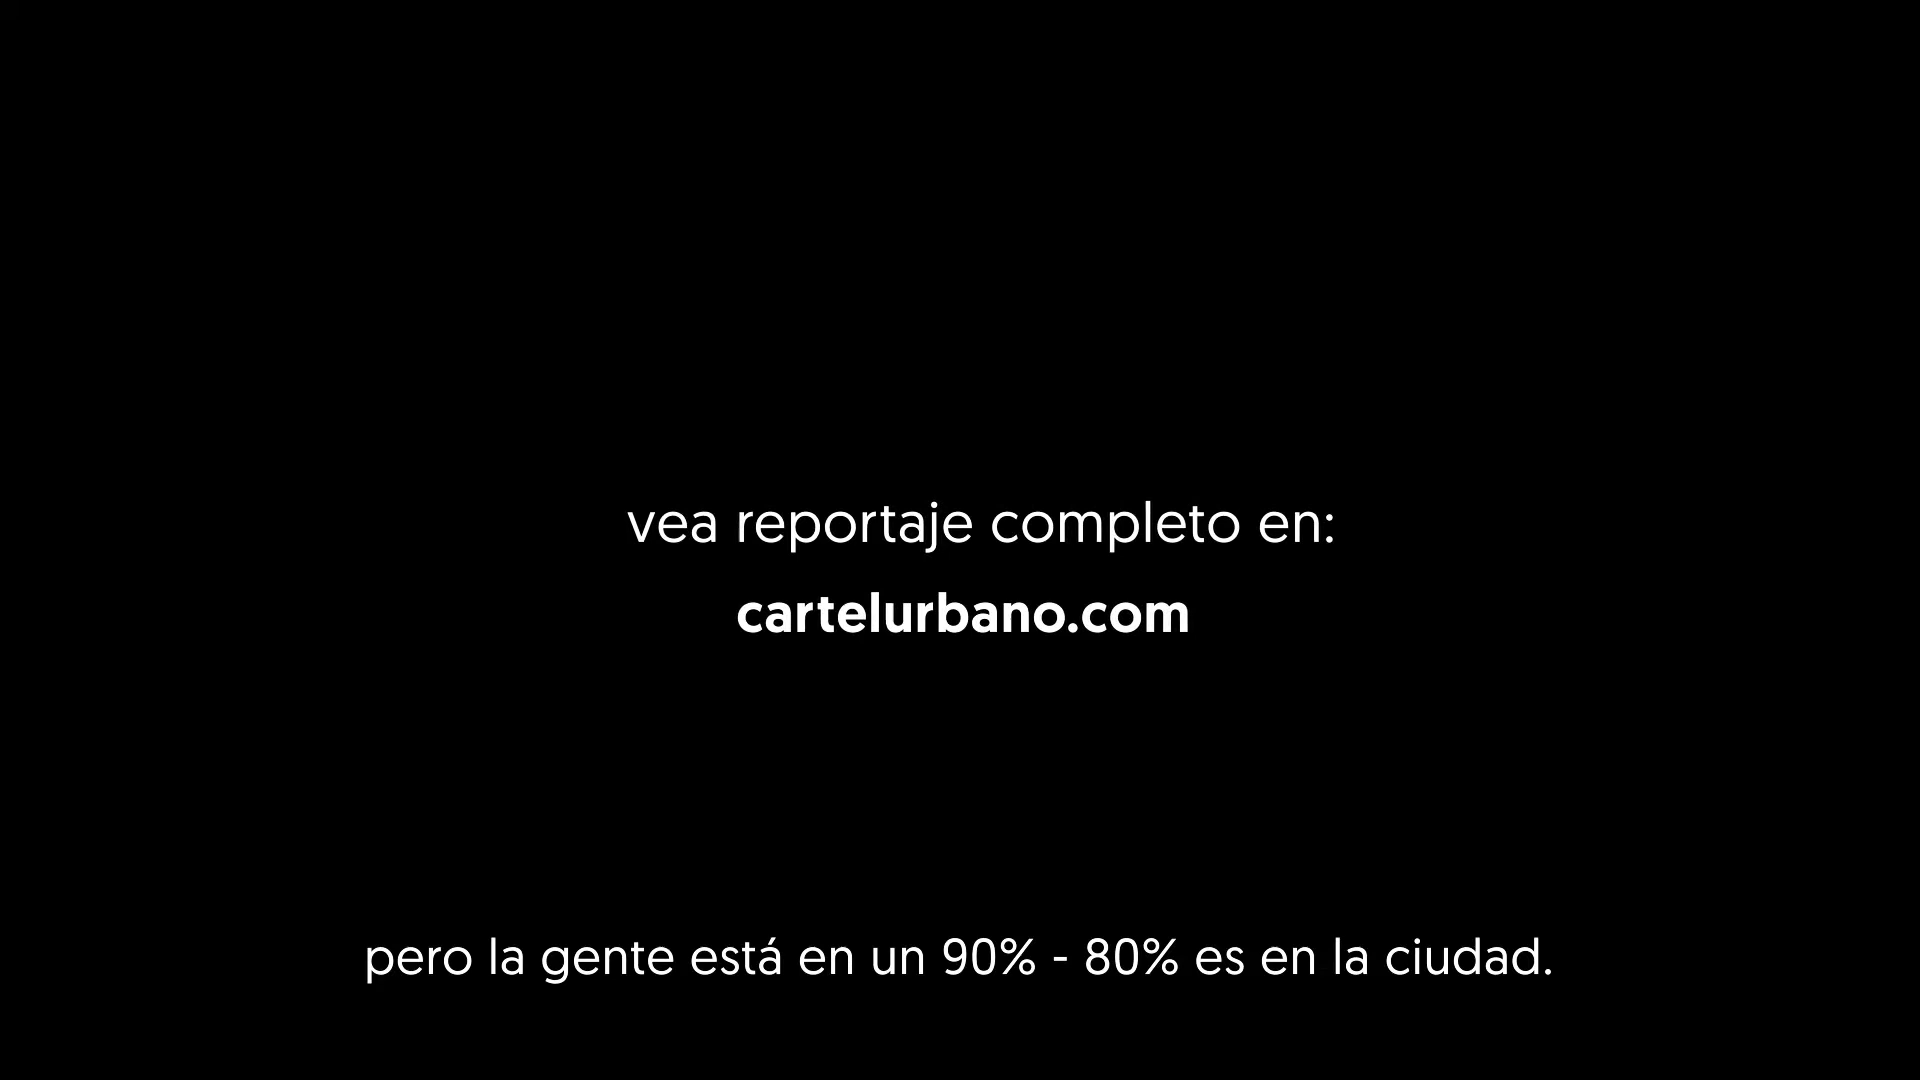 vea reportaje completo en:
cartelurbano.com
pero la gente está en un 90% - 80% es en la ciudad.